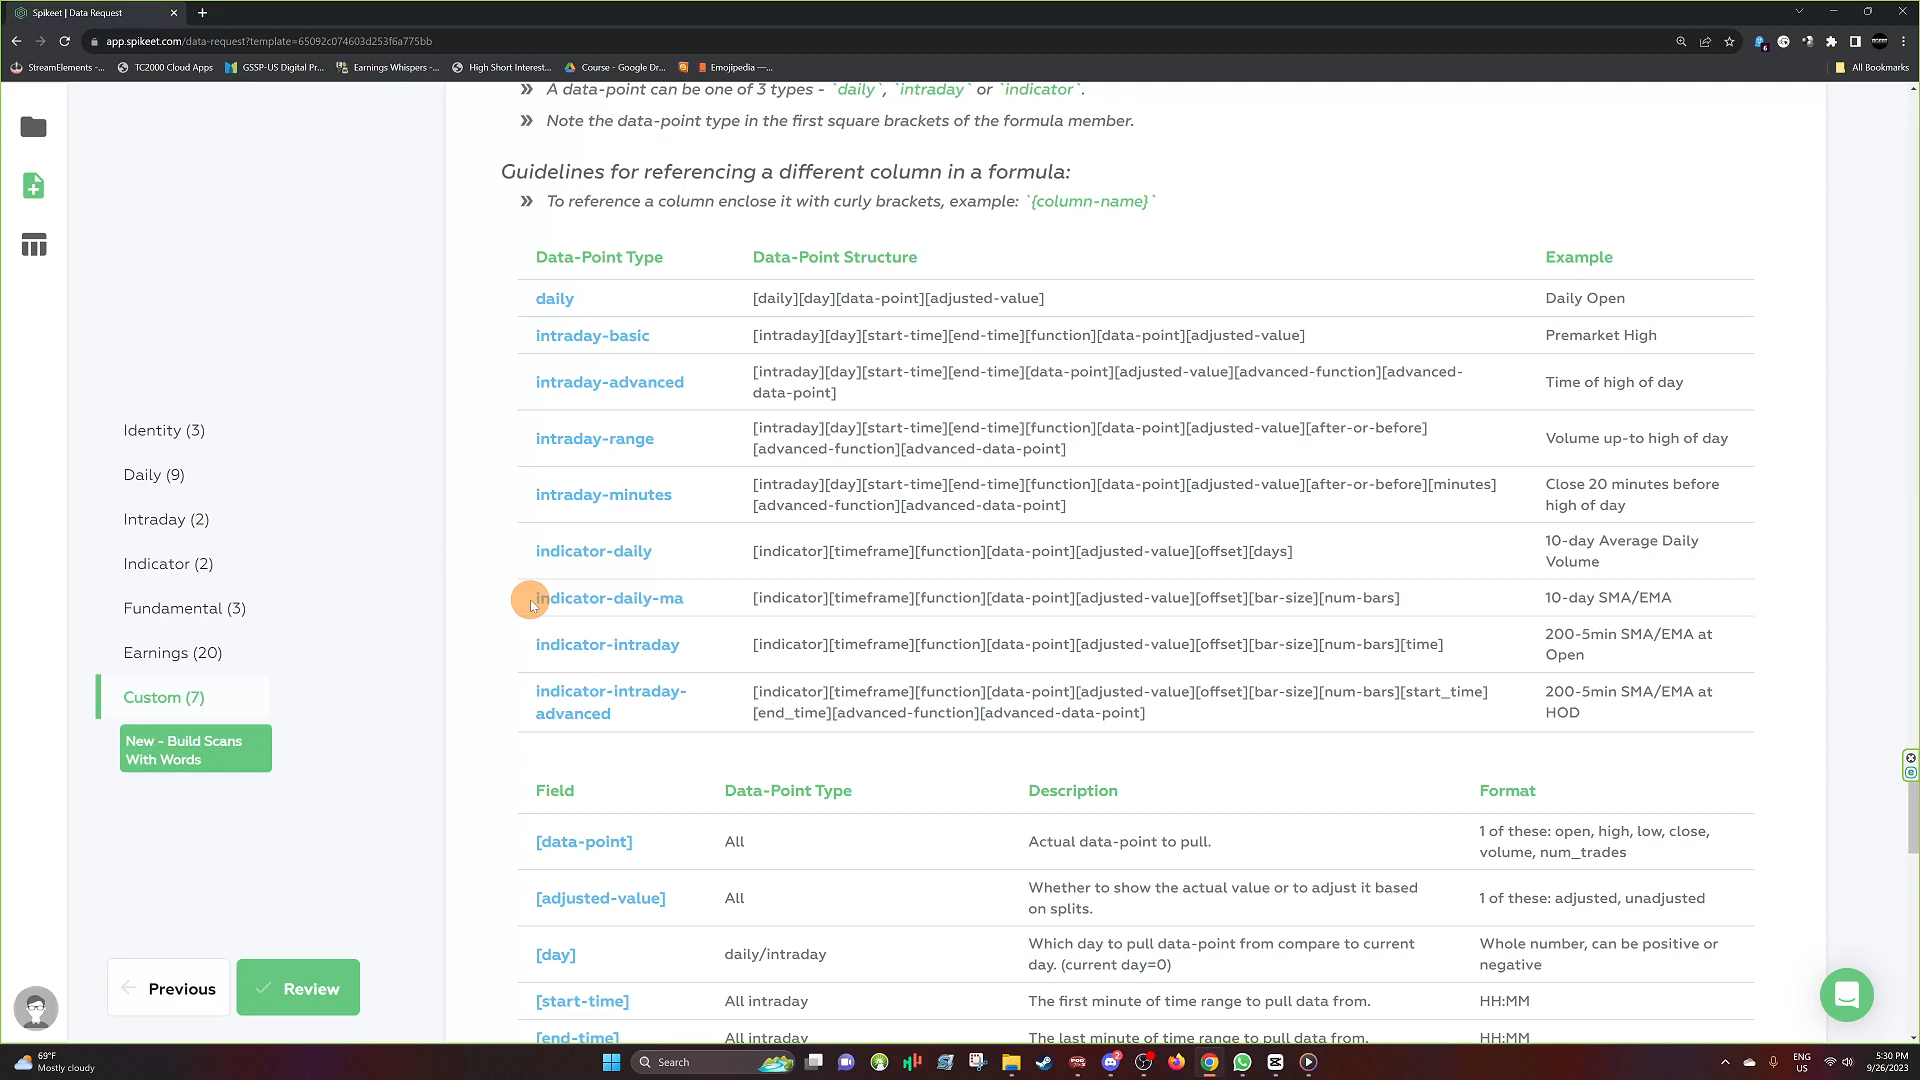 Spikeet | Data Request
app.spikeet.com/data-request?template=65092c074603d253f6a775bb
StreamElements -...
TC2000 Cloud Apps
GSSP-US Digital Pr...
Earnings Whispers -...
High Short Interest...
Course - Google Dr...
Emojipedia —...
All Bookmarks
» A data-point can be one of 3 types - `daily`, `intraday` or `indicator`.
» Note the data-point type in the first square brackets of the formula member.
Guidelines for referencing a different column in a formula:
» To reference a column enclose it with curly brackets, example: `{column-name}`
Data-Point Type Data-Point Structure Example
daily [daily][day][data-point][adjusted-value] Daily Open
intraday-basic [intraday][day][start-time][end-time][function][data-point][adjusted-value] Premarket High
intraday-advanced [intraday][day][start-time][end-time][data-point][adjusted-value][advanced-function][advanced-
data-point] Time of high of day
intraday-range [intraday][day][start-time][end-time][function][data-point][adjusted-value][after-or-before]
[advanced-function][advanced-data-point] Volume up-to high of day
intraday-minutes [intraday][day][start-time][end-time][function][data-point][adjusted-value][after-or-before][minutes]
[advanced-function][advanced-data-point] Close 20 minutes before
high of day
indicator-daily [indicator][timeframe][function][data-point][adjusted-value][offset][days] 10-day Average Daily
Volume
indicator-daily-ma [indicator][timeframe][function][data-point][adjusted-value][offset][bar-size][num-bars] 10-day SMA/EMA
indicator-intraday [indicator][timeframe][function][data-point][adjusted-value][offset][bar-size][num-bars][time] 200-5min SMA/EMA at
Open
indicator-intraday-
advanced [indicator][timeframe][function][data-point][adjusted-value][offset][bar-size][num-bars][start_time]
[end_time][advanced-function][advanced-data-point] 200-5min SMA/EMA at
HOD
Field Data-Point Type Description Format
[data-point] All Actual data-point to pull. 1 of these: open, high, low, close,
volume, num_trades
[adjusted-value] All Whether to show the actual value or to adjust it based
on splits. 1 of these: adjusted, unadjusted
[day] daily/intraday Which day to pull data-point from compare to current
day. (current day=0) Whole number, can be positive or
negative
[start-time] All intraday The first minute of time range to pull data from. HH:MM
[end-time] All intraday The last minute of time range to pull data from. HH:MM
Identity (3)
Daily (9)
Intraday (2)
Indicator (2)
Fundamental (3)
Earnings (20)
Custom (7)
New - Build Scans
With Words
Previous
Review
69°F
Mostly cloudy
Search
ENG
US
5:30 PM
9/26/2023